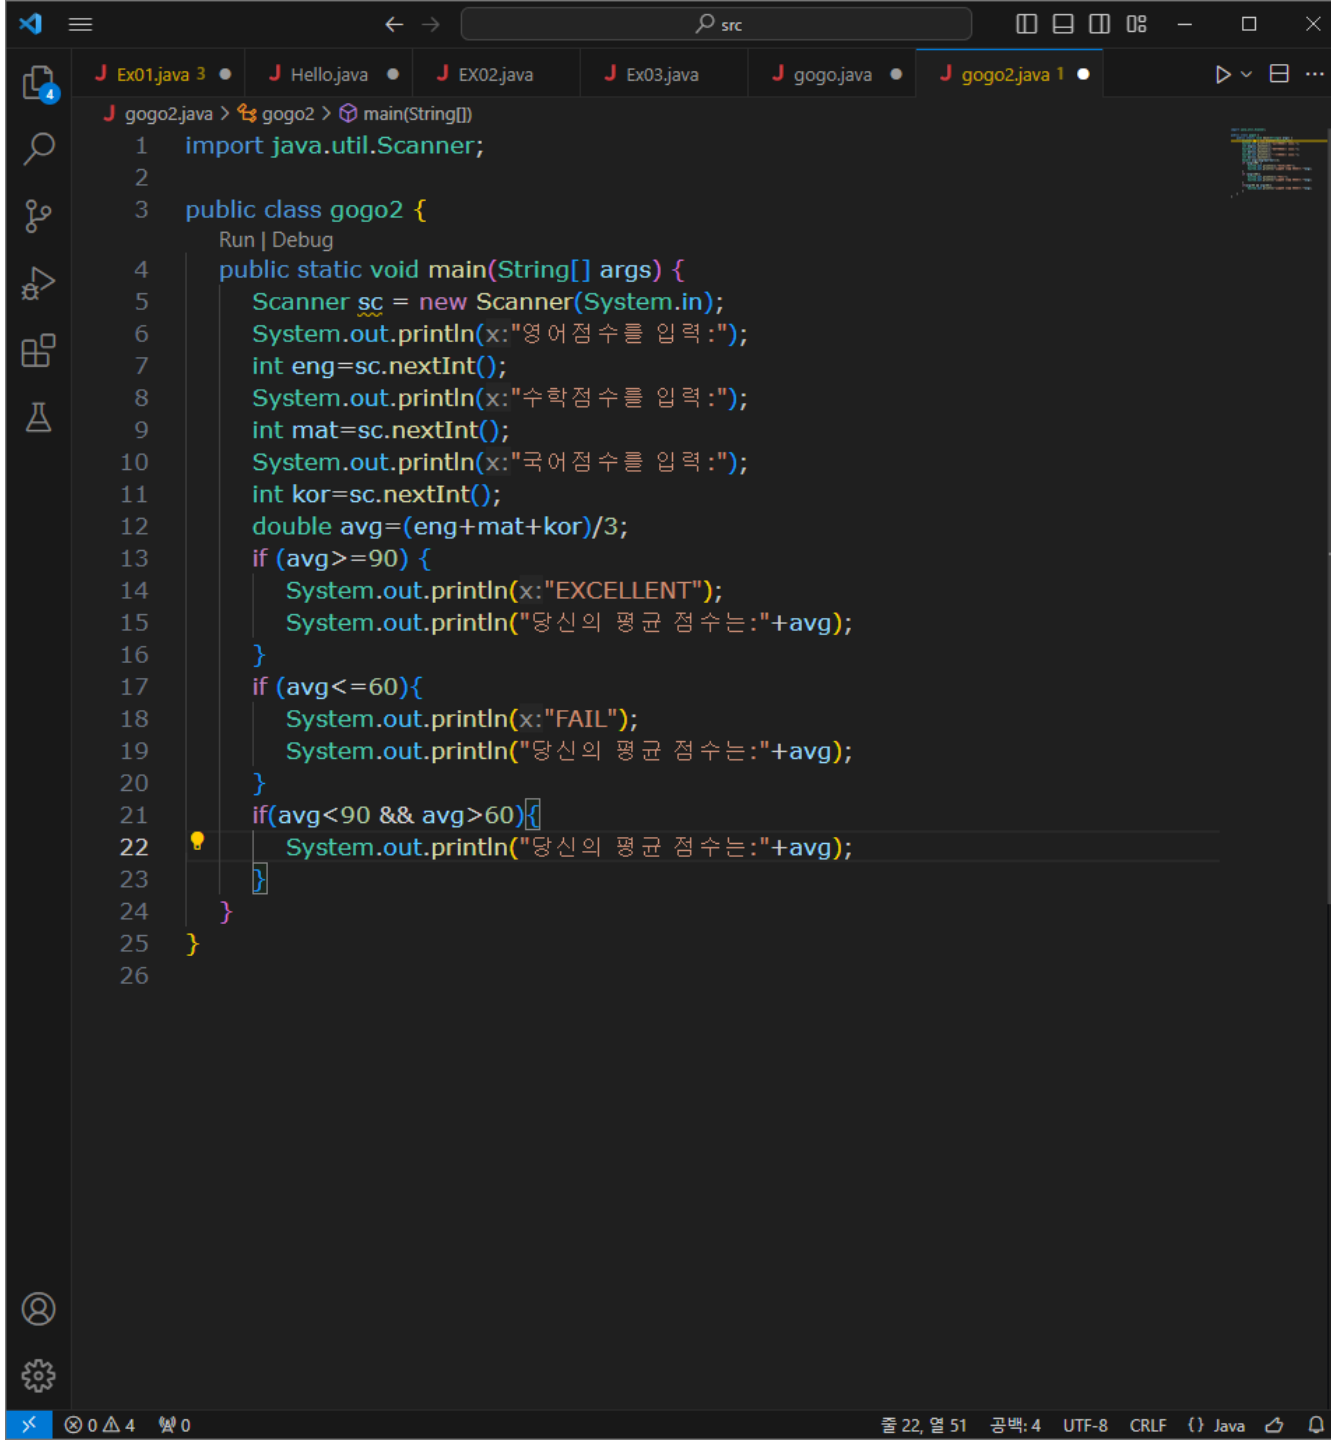 src
Ex01.java 3
Hello.java
EX02.java
Ex03.java
gogo.java
gogo2.java 1
gogo2.java > gogo2 > main(String[])
4
1 import java.util.Scanner;
2
3 public class gogo2 {
Run | Debug
4 public static void main(String[] args) {
5 Scanner sc = new Scanner(System.in);
6 System.out.println(x:"영어점수를 입력:");
7 int eng=sc.nextInt();
8 System.out.println(x:"수학점수를 입력:");
9 int mat=sc.nextInt();
10 System.out.println(x:"국어점수를 입력:");
11 int kor=sc.nextInt();
12 double avg=(eng+mat+kor)/3;
13 if (avg>=90) {
14 System.out.println(x:"EXCELLENT");
15 System.out.println("당신의 평균 점수는:"+avg);
16 }
17 if (avg<=60){
18 System.out.println(x:"FAIL");
19 System.out.println("당신의 평균 점수는:"+avg);
20 }
21 if(avg<90 && avg>60){
22 System.out.println("당신의 평균 점수는:"+avg);
23 }
24 }
25 }
26
0 4 0 줄 22, 열 51 공백: 4 UTF-8 CRLF {} Java